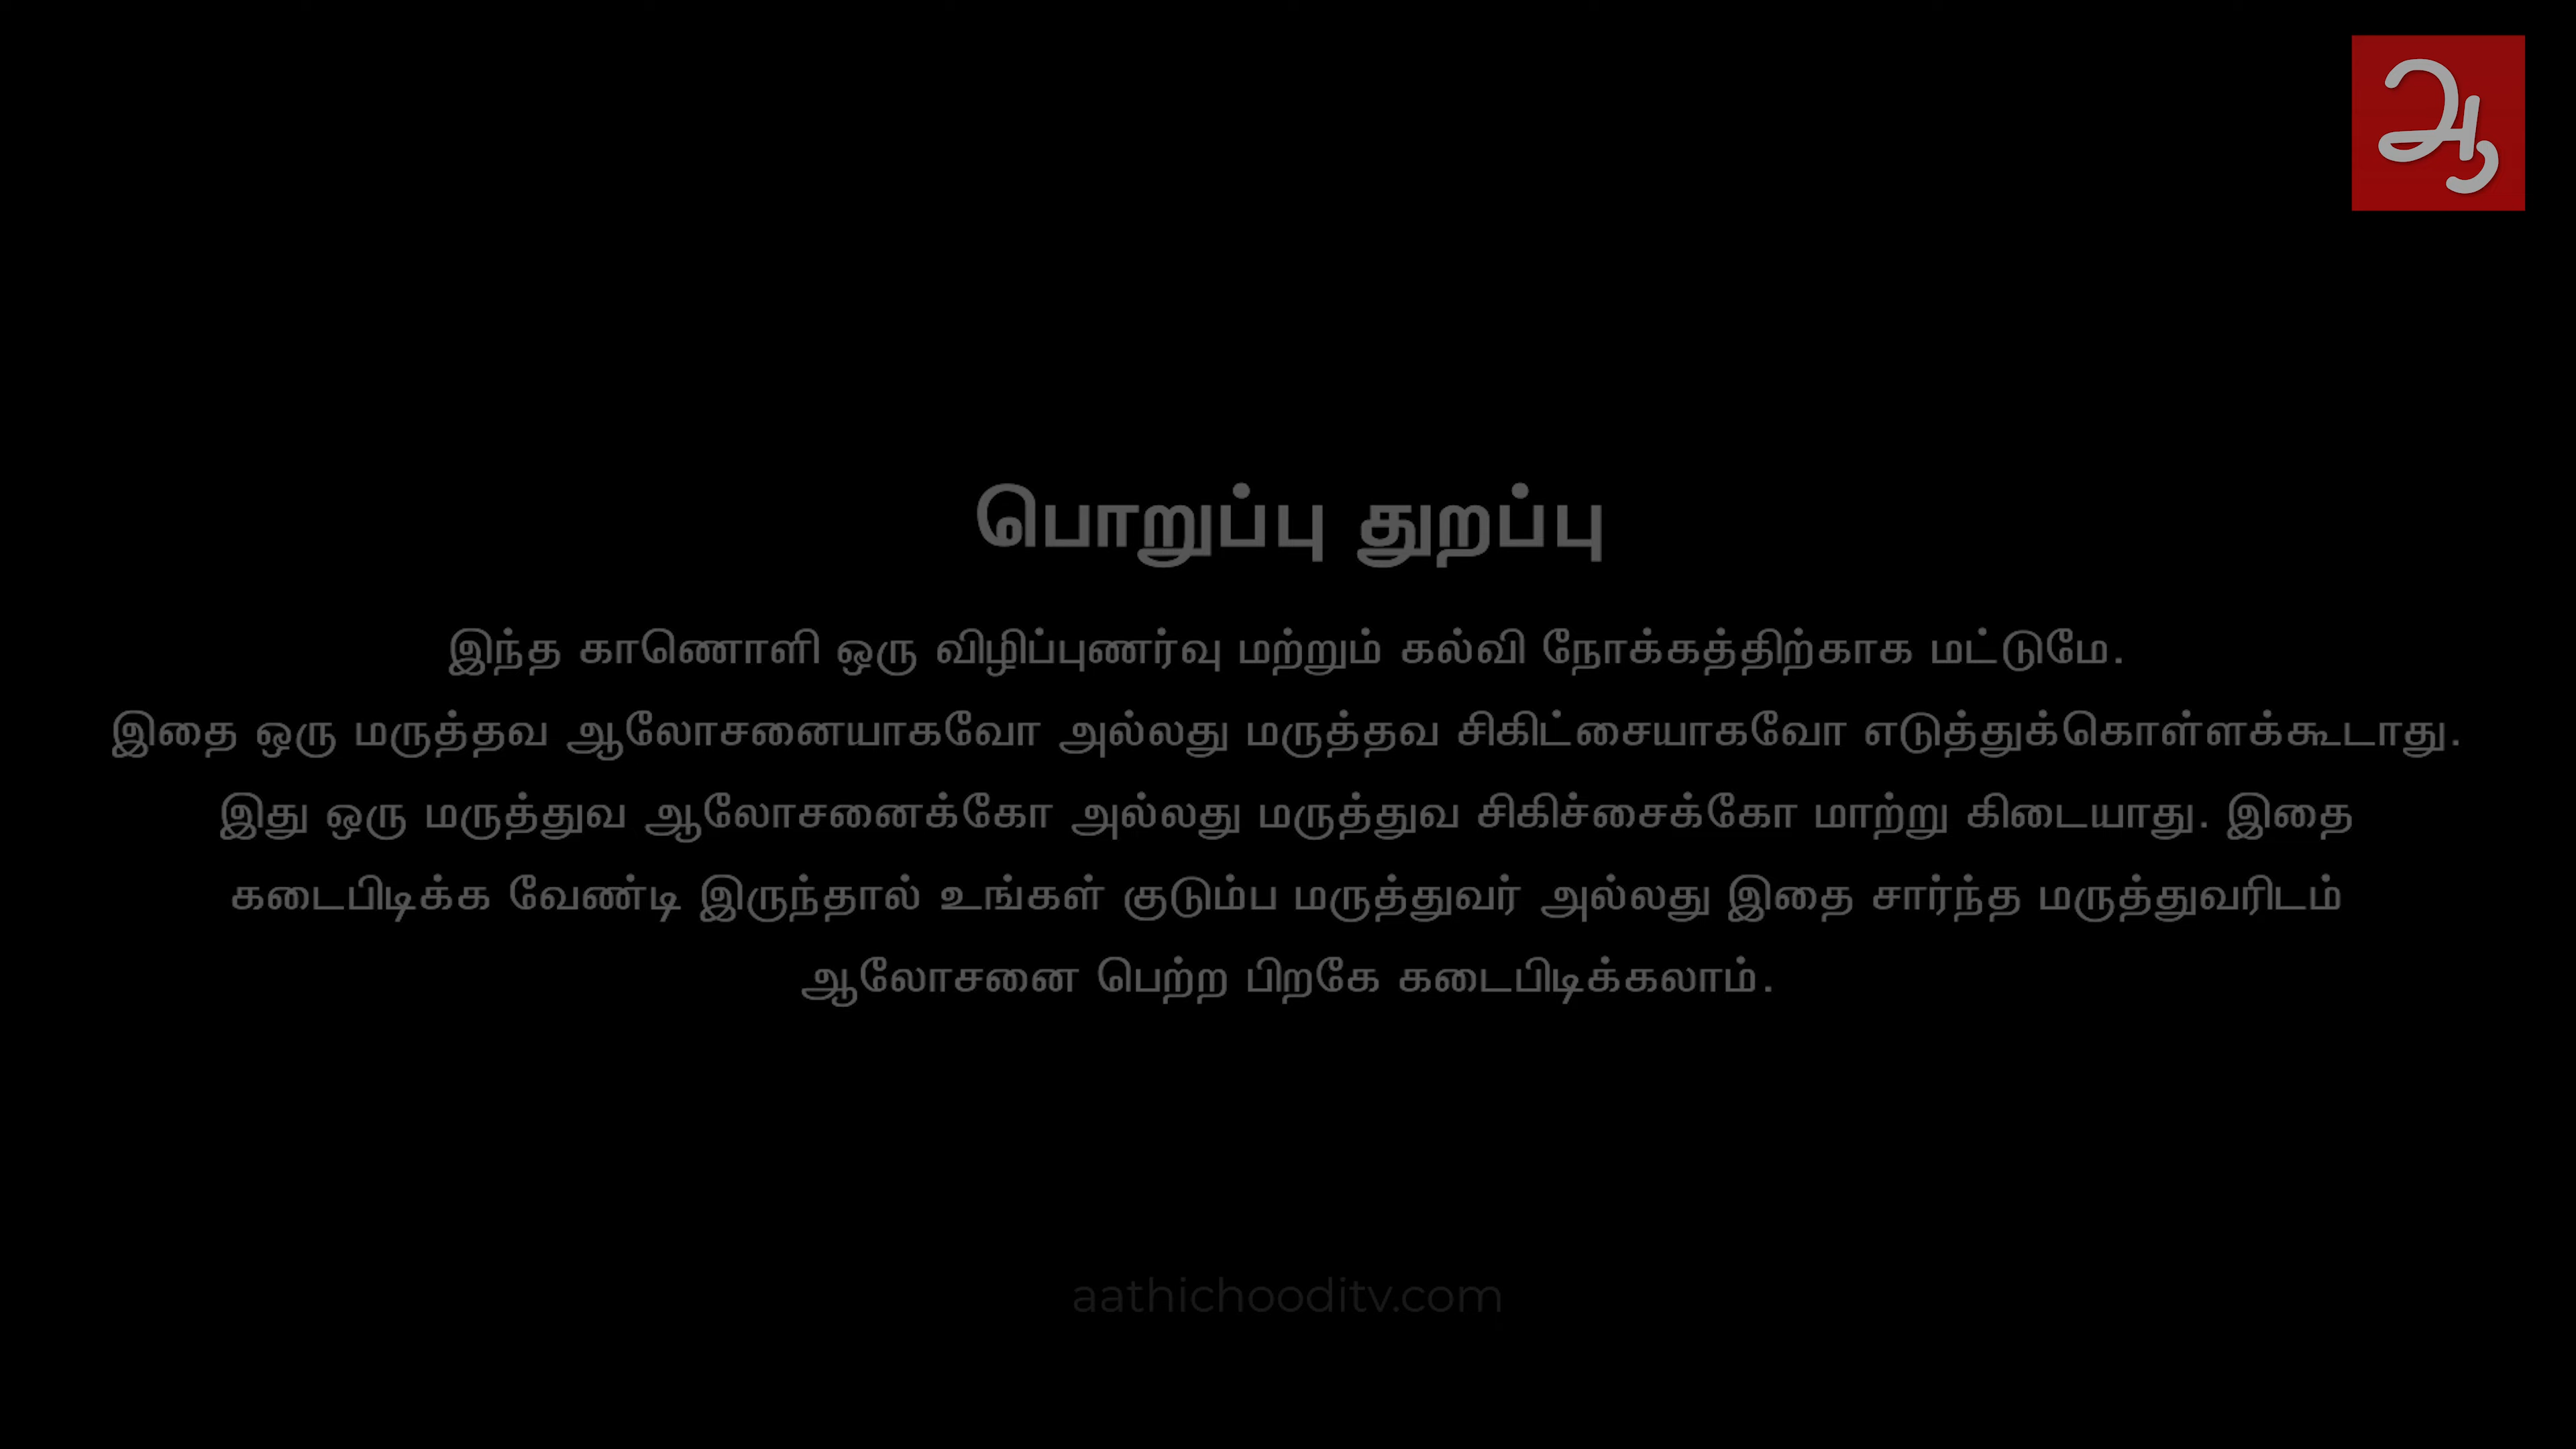 ஆ
பொறுப்பு துறப்பு
இந்த காணொளி ஒரு விழிப்புணர்வு மற்றும் கல்வி நோக்கத்திற்காக மட்டுமே.
இதை ஒரு மருத்தவ ஆலோசனையாகவோ அல்லது மருத்தவ சிகிட்சையாகவோ எடுத்துக்கொள்ளக்கூடாது.
இது ஒரு மருத்துவ ஆலோசனைக்கோ அல்லது மருத்துவ சிகிச்சைக்கோ மாற்று கிடையாது. இதை
கடைபிடிக்க வேண்டி இருந்தால் உங்கள் குடும்ப மருத்துவர் அல்லது இதை சார்ந்த மருத்துவரிடம்
ஆலோசனை பெற்ற பிறகே கடைபிடிக்கலாம்.
aathichooditv.com